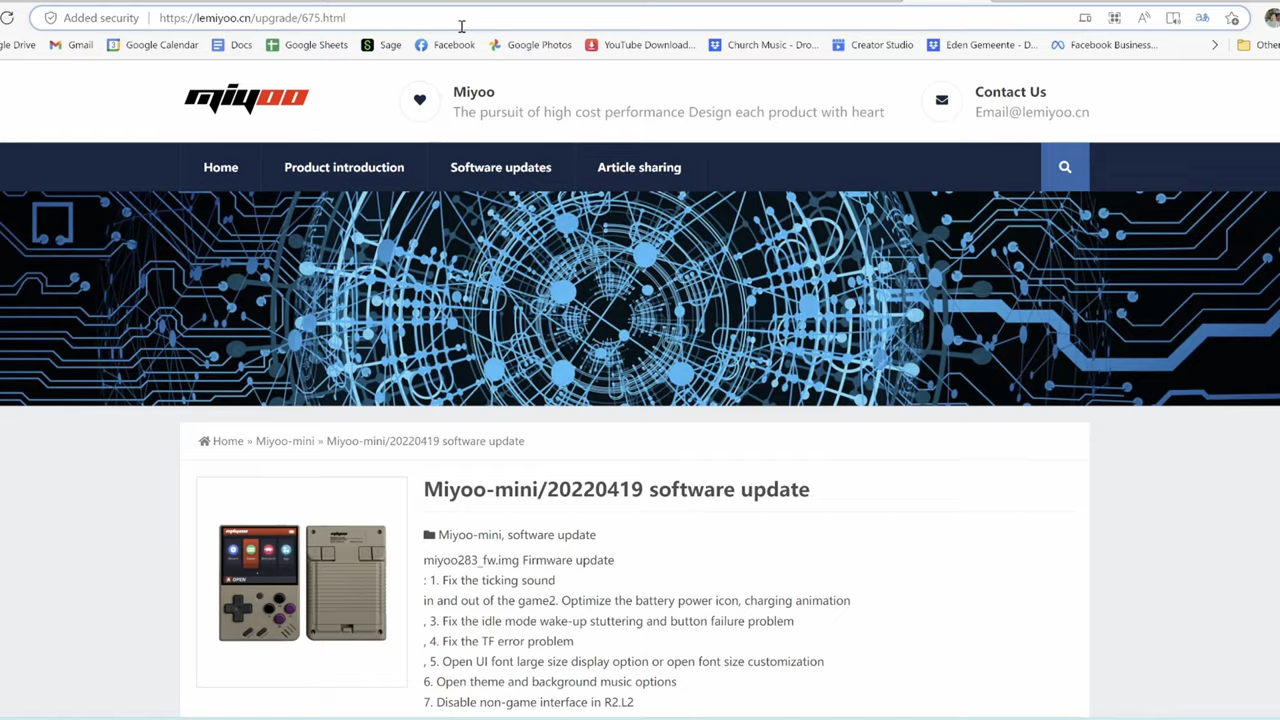 Added security
https://lemiyoo.cn/upgrade/675.html
gle Drive
Gmail
Google Calendar
Docs
Google Sheets
Sage
Facebook
Google Photos
YouTube Download...
Church Music - Dro...
Creator Studio
Eden Gemeente - D...
Facebook Business...
Other
miyoo
Miyoo
The pursuit of high cost performance Design each product with heart
Contact Us
Email@lemiyoo.cn
Home
Product introduction
Software updates
Article sharing
Home » Miyoo-mini » Miyoo-mini/20220419 software update
Miyoo-mini/20220419 software update
Miyoo-mini, software update
miyoo283_fw.img Firmware update
: 1. Fix the ticking sound
in and out of the game2. Optimize the battery power icon, charging animation
, 3. Fix the idle mode wake-up stuttering and button failure problem
, 4. Fix the TF error problem
, 5. Open UI font large size display option or open font size customization
6. Open theme and background music options
7. Disable non-game interface in R2.L2